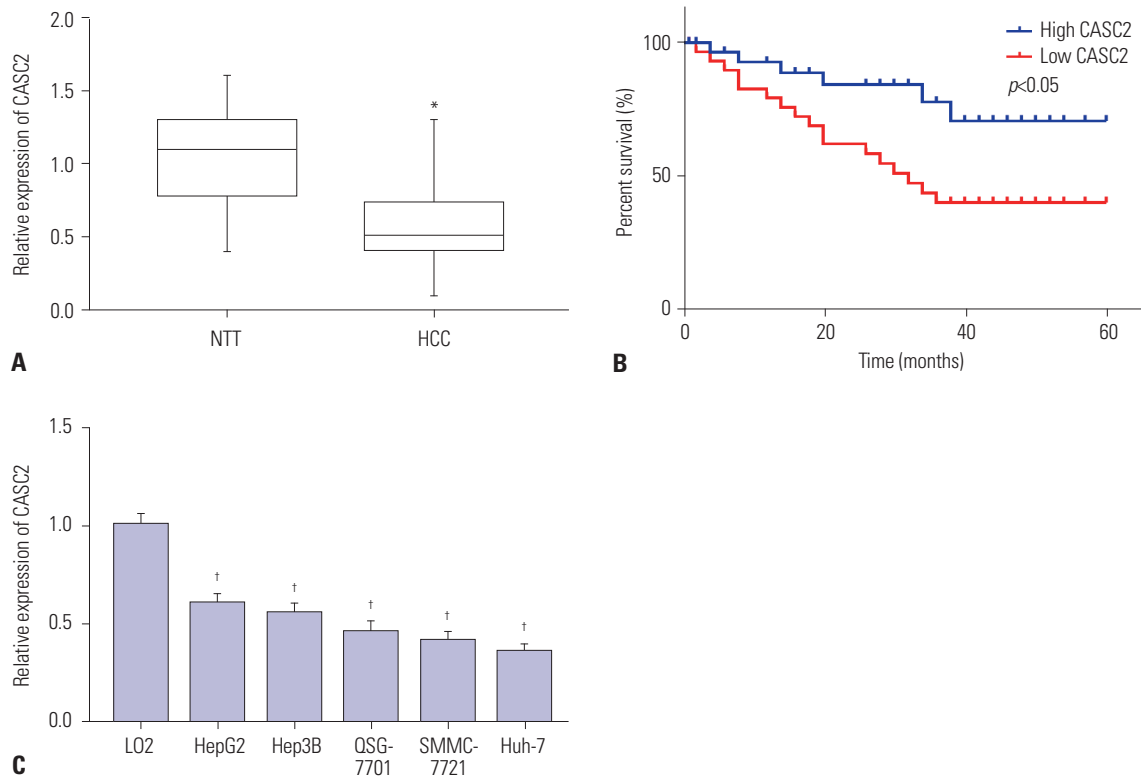 2.0
1.5
1.0
0.5
0.0
Relative expression of CASC2
*
NTT
HCC
A
100
50
0
Percent survival (%)
High CASC2
Low CASC2
p<0.05
0
20
40
60
Time (months)
B
1.5
1.0
0.5
0.0
Relative expression of CASC2
†
†
†
†
†
LO2
HepG2
Hep3B
QSG-
7701
SMMC-
7721
Huh-7
C